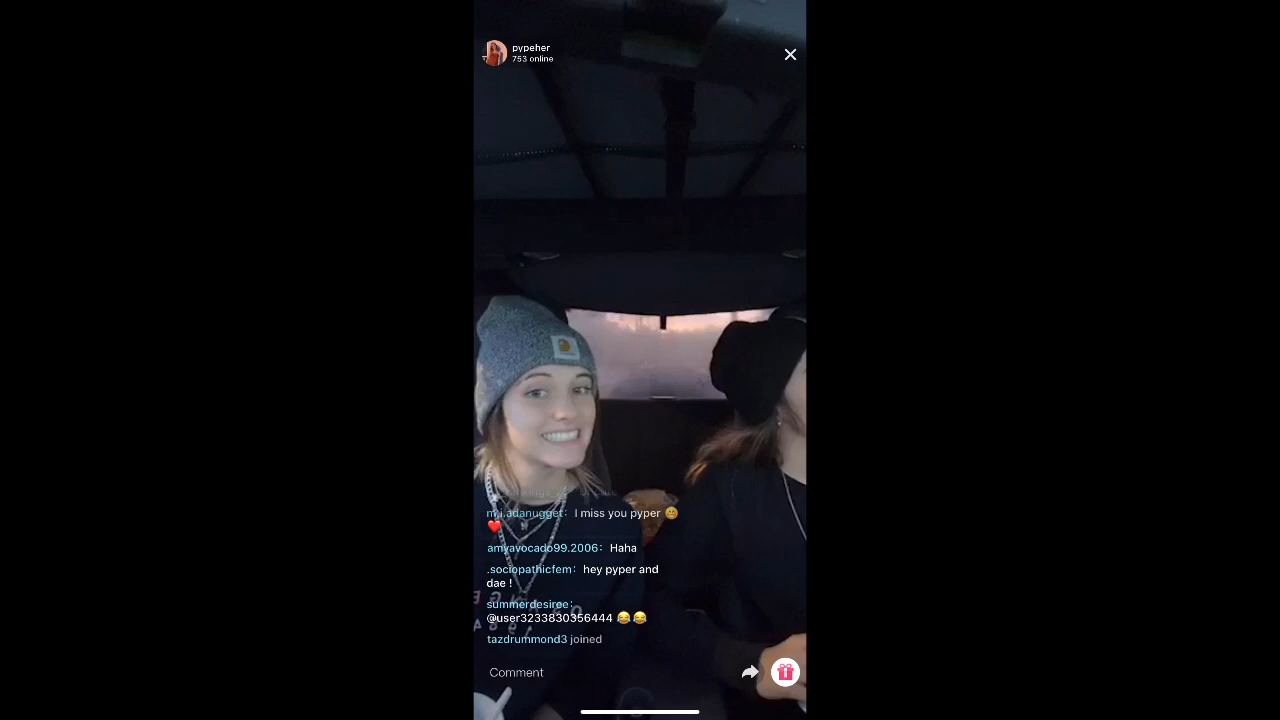 pypeher
753 online
m.i.adanugget: I miss you pyper 🥲
❤️
amyavocado99.2006: Haha
.sociopathicfem: hey pyper and
dae !
summerdesiree:
@user3233830356444 😂😂
tazdrummond3 joined
Comment